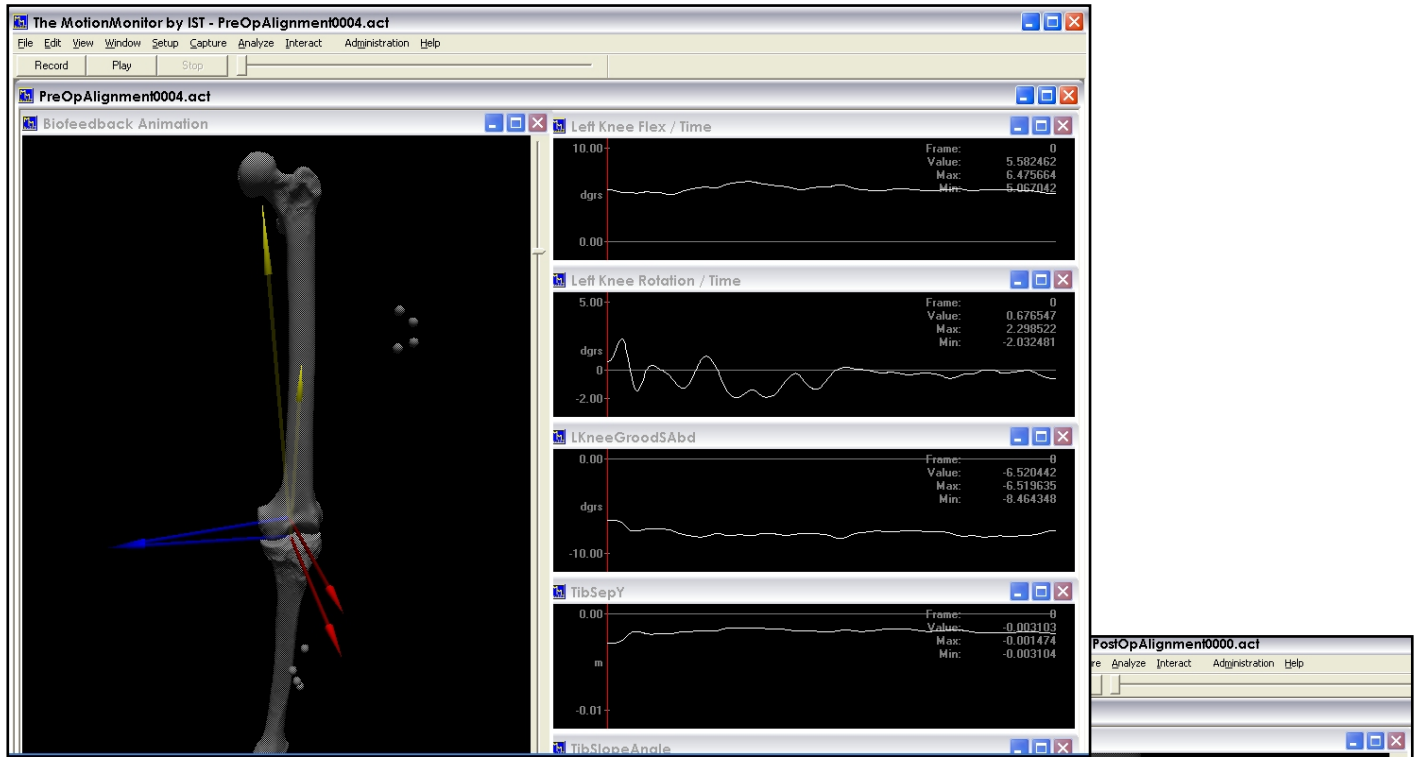 The MotionMonitor by IST - PreOpAlignment0004.act
File Edit View Window Setup Capture Analyze Interact Administration Help
Record Play Stop
PreOpAlignment0004.act
Biofeedback Animation
Left Knee Flex / Time
10.00
dgrs
0.00
Frame: 0
Value: 5.582462
Max: 6.475664
Min: 5.067042
Left Knee Rotation / Time
5.00
dgrs
0
-2.00
Frame: 0
Value: 0.676547
Max: 2.298522
Min: -2.032481
LKneeGroodSAbd
0.00
dgrs
-10.00
Frame: 0
Value: -6.520442
Max: -6.519635
Min: -8.464348
TibSepY
0.00
m
-0.01
Frame: 0
Value: -0.003103
Max: -0.001474
Min: -0.003104
TibSlopeAngle
PostOpAlignment0000.act
re Analyze Interact Administration Help